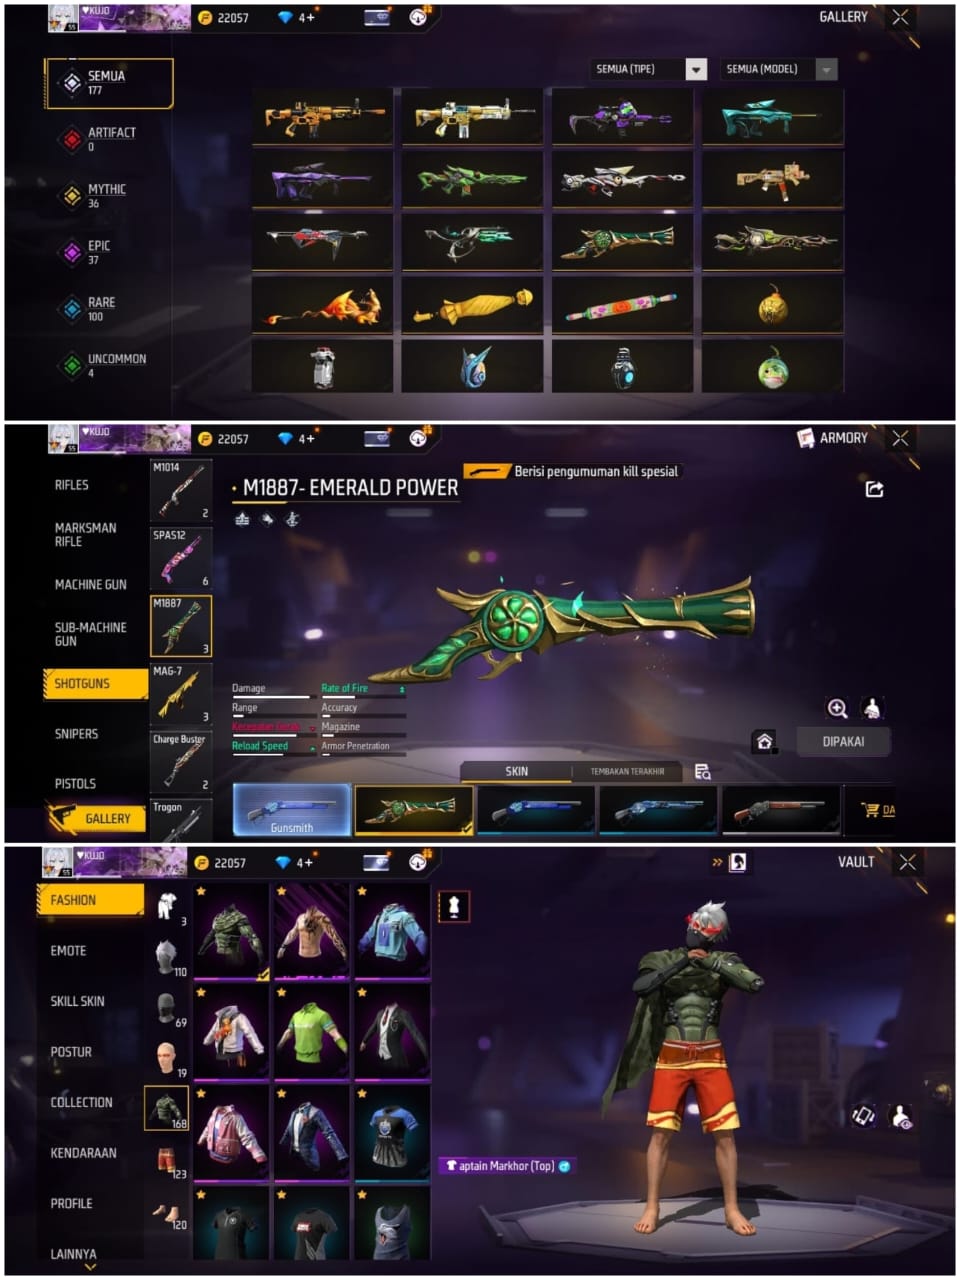 ♥KUJO
55
22057
4+
GALLERY
SEMUA
177
SEMUA (TIPE)
SEMUA (MODEL)
ARTIFACT
0
MYTHIC
36
EPIC
37
RARE
100
UNCOMMON
4
♥KUJO
55
22057
4+
ARMORY
RIFLES
MARKSMAN
RIFLE
MACHINE GUN
SUB-MACHINE
GUN
SHOTGUNS
SNIPERS
PISTOLS
GALLERY
M1014
2
SPAS12
6
M1887
3
MAG-7
3
Charge Buster
2
Trogon
Berisi pengumuman kill spesial
M1887- EMERALD POWER
Damage
Rate of Fire
Range
Accuracy
Magazine
Reload Speed
Armor Penetration
DIPAKAI
SKIN
TEMBAKAN TERAKHIR
Gunsmith
DA
♥KUJO
55
22057
4+
VAULT
FASHION
EMOTE
SKILL SKIN
POSTUR
COLLECTION
KENDARAAN
PROFILE
LAINNYA
3
110
69
19
168
123
120
aptain Markhor (Top)